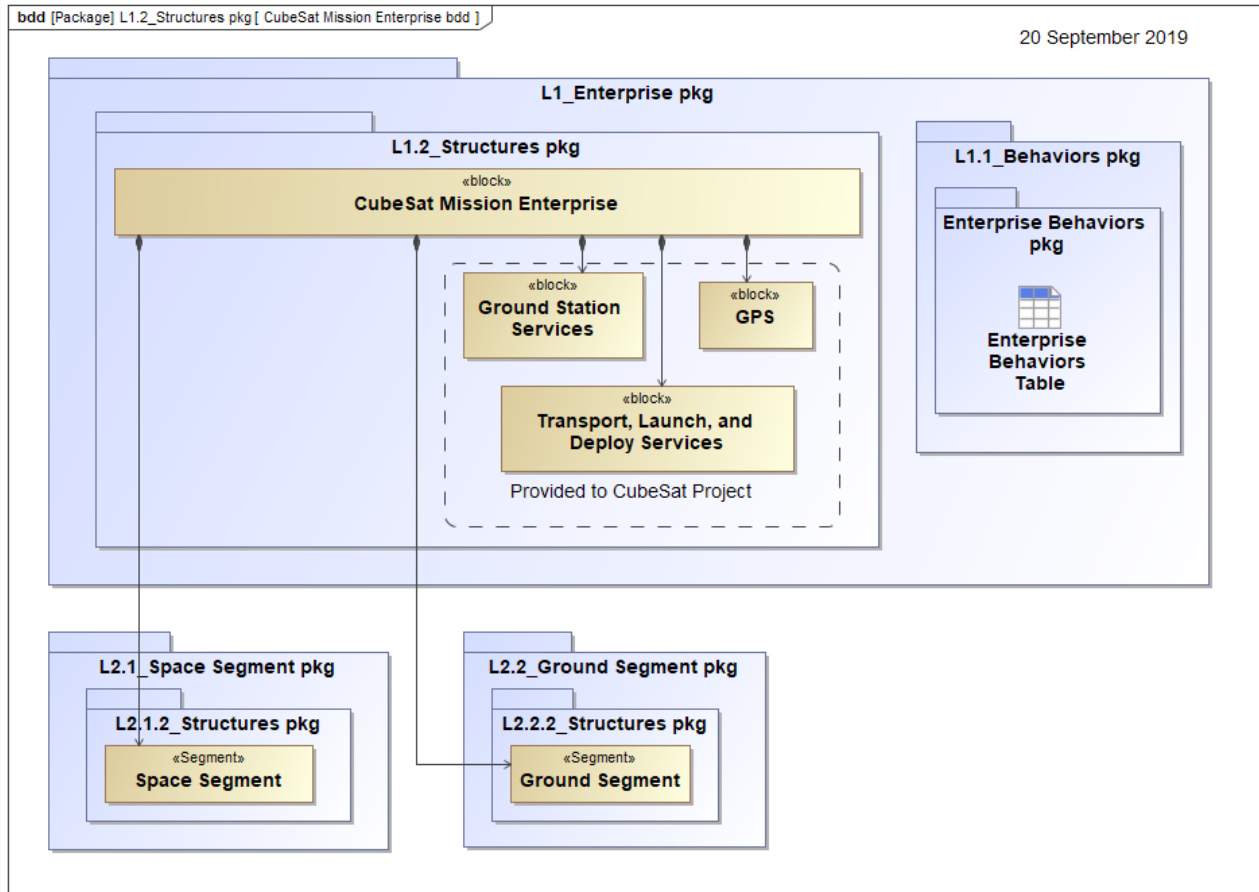 bdd [Package] L1.2_Structures pkg [ CubeSat Mission Enterprise bdd ]
20 September 2019
L1_Enterprise pkg
L1.2_Structures pkg
«block»
CubeSat Mission Enterprise
«block»
Ground Station
Services
«block»
GPS
«block»
Transport, Launch, and
Deploy Services
Provided to CubeSat Project
L1.1_Behaviors pkg
Enterprise Behaviors
pkg
Enterprise
Behaviors
Table
L2.1_Space Segment pkg
L2.1.2_Structures pkg
«Segment»
Space Segment
L2.2_Ground Segment pkg
L2.2.2_Structures pkg
«Segment»
Ground Segment